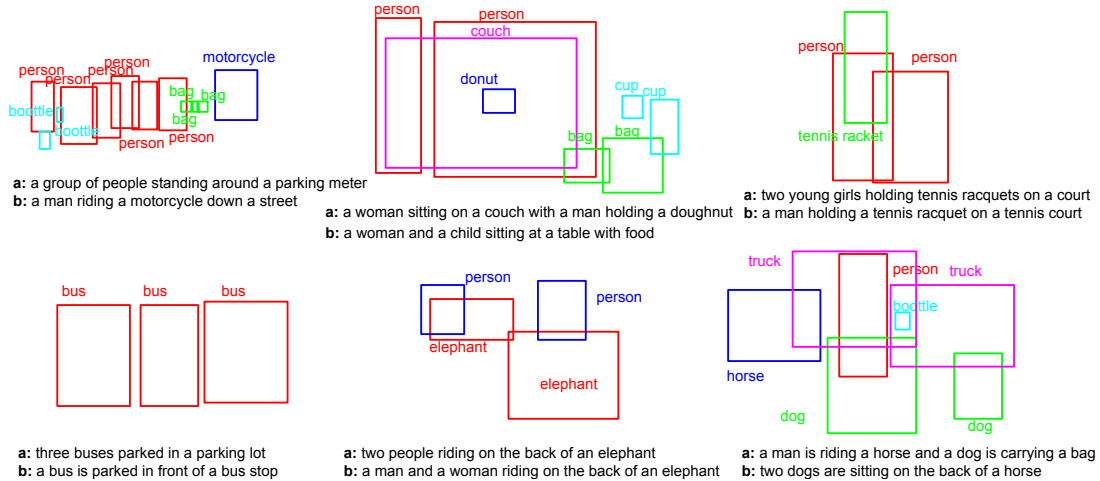 person
person
person
person
motorcycle
boottle
boottle
bag
bag
bag
person
person
a: a group of people standing around a parking meter
b: a man riding a motorcycle down a street
person
person
couch
donut
cup
cup
bag
bag
a: a woman sitting on a couch with a man holding a doughnut
b: a woman and a child sitting at a table with food
person
person
tennis racket
a: two young girls holding tennis racquets on a court
b: a man holding a tennis racquet on a tennis court
bus
bus
bus
a: three buses parked in a parking lot
b: a bus is parked in front of a bus stop
person
person
elephant
elephant
a: two people riding on the back of an elephant
b: a man and a woman riding on the back of an elephant
truck
person
truck
boottle
horse
dog
dog
a: a man is riding a horse and a dog is carrying a bag
b: two dogs are sitting on the back of a horse